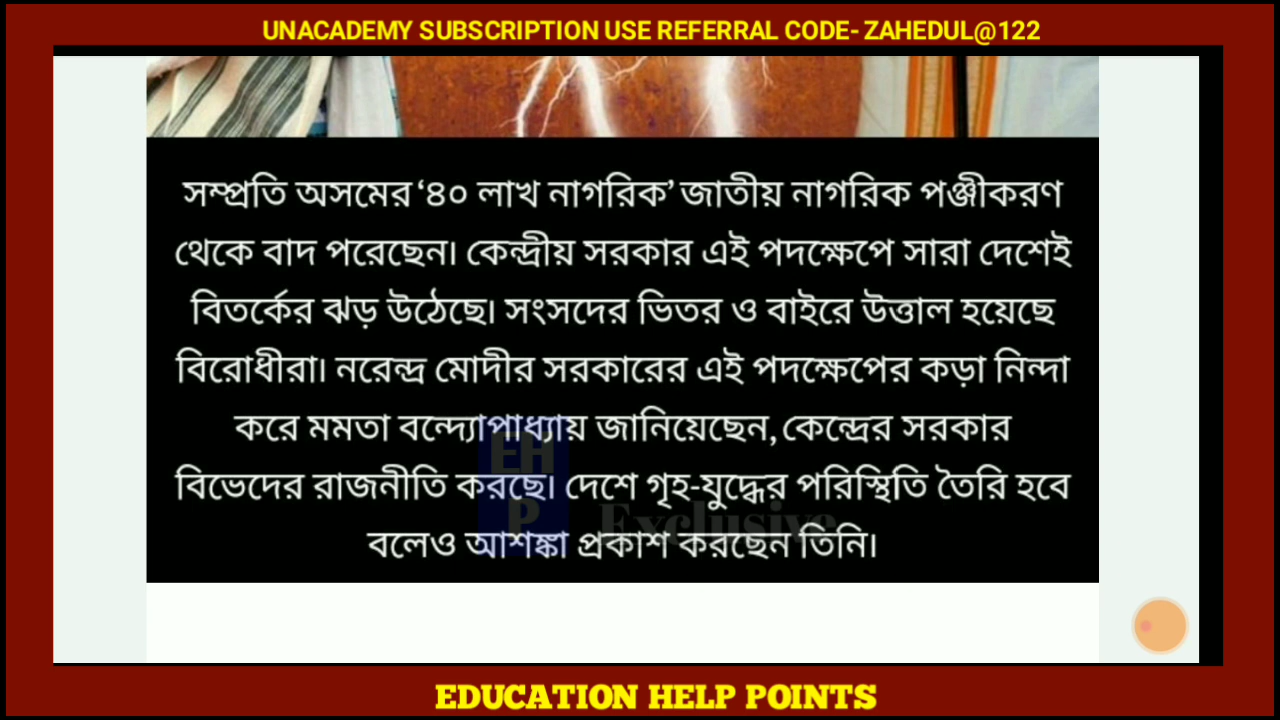 UNACADEMY SUBSCRIPTION USE REFERRAL CODE- ZAHEDUL@122
সম্প্রতি অসমের ‘৪০ লাখ নাগরিক’ জাতীয় নাগরিক পঞ্জীকরণ
থেকে বাদ পরেছেন। কেন্দ্রীয় সরকার এই পদক্ষেপে সারা দেশেই
বিতর্কের ঝড় উঠেছে। সংসদের ভিতর ও বাইরে উত্তাল হয়েছে
বিরোধীরা। নরেন্দ্র মোদীর সরকারের এই পদক্ষেপের কড়া নিন্দা
করে মমতা বন্দ্যোপাধ্যায় জানিয়েছেন, কেন্দ্রের সরকার
বিভেদের রাজনীতি করছে। দেশে গৃহ-যুদ্ধের পরিস্থিতি তৈরি হবে
বলেও আশঙ্কা প্রকাশ করছেন তিনি।
EH
P Exclusive
EDUCATION HELP POINTS